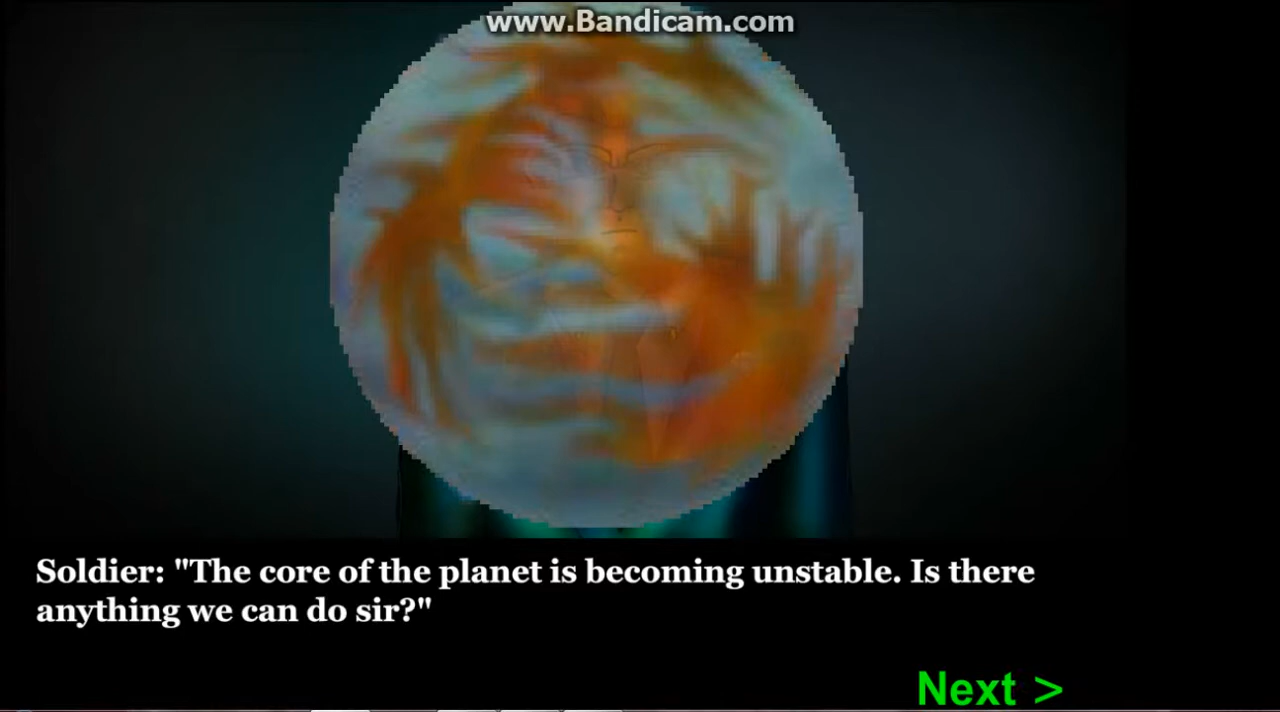 www.Bandicam.com
Soldier: "The core of the planet is becoming unstable. Is there
anything we can do sir?"
Next >